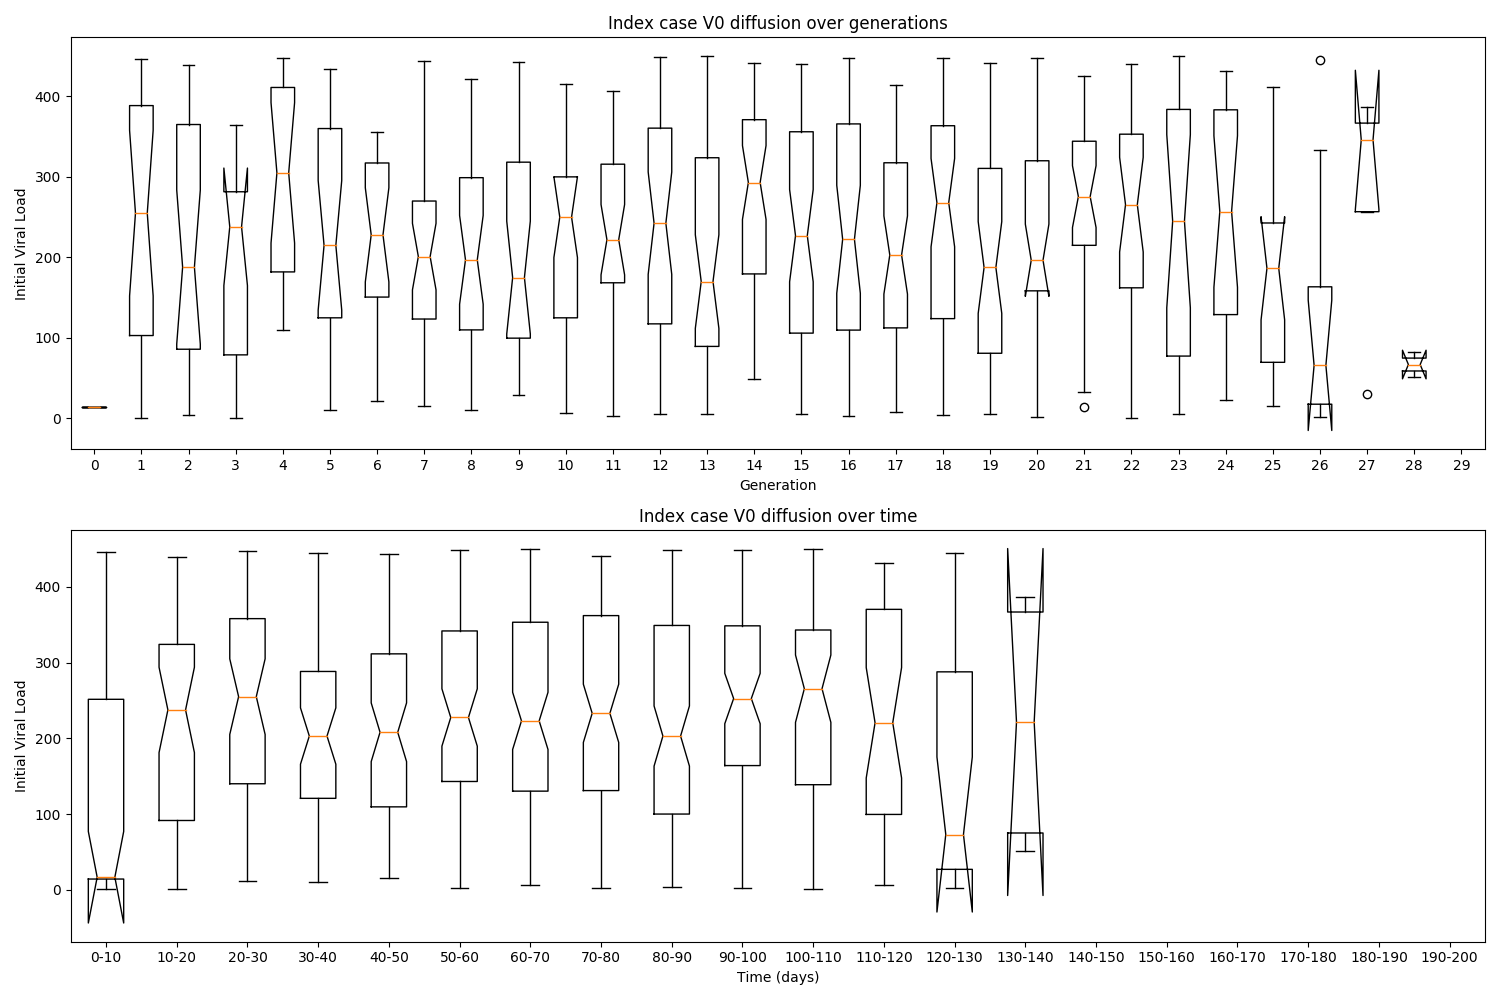 Index case V0 diffusion over generations
Initial Viral Load
400
300
200
100
0
0 1 2 3 4 5 6 7 8 9 10 11 12 13 14 15 16 17 18 19 20 21 22 23 24 25 26 27 28 29
Generation
Index case V0 diffusion over time
Initial Viral Load
400
300
200
100
0
0-10 10-20 20-30 30-40 40-50 50-60 60-70 70-80 80-90 90-100 100-110 110-120 120-130 130-140 140-150 150-160 160-170 170-180 180-190 190-200
Time (days)